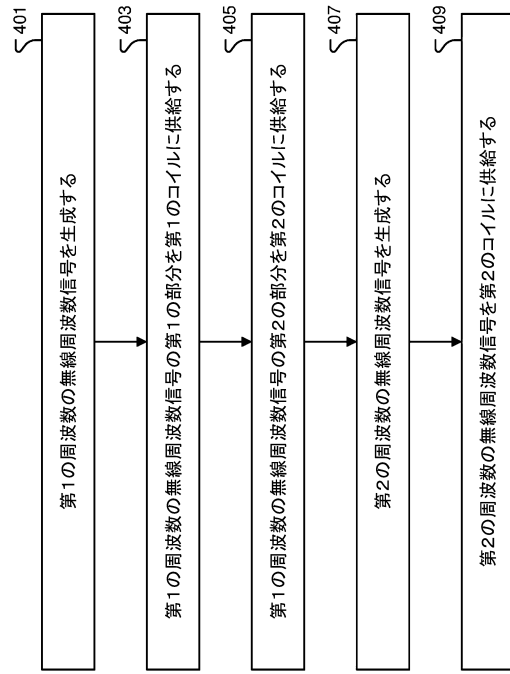 401
第1の周波数の無線周波数信号を生成する
403
第1の周波数の無線周波数信号の第1の部分を第1のコイルに供給する
405
第1の周波数の無線周波数信号の第2の部分を第2のコイルに供給する
407
第2の周波数の無線周波数信号を生成する
409
第2の周波数の無線周波数信号を第2のコイルに供給する